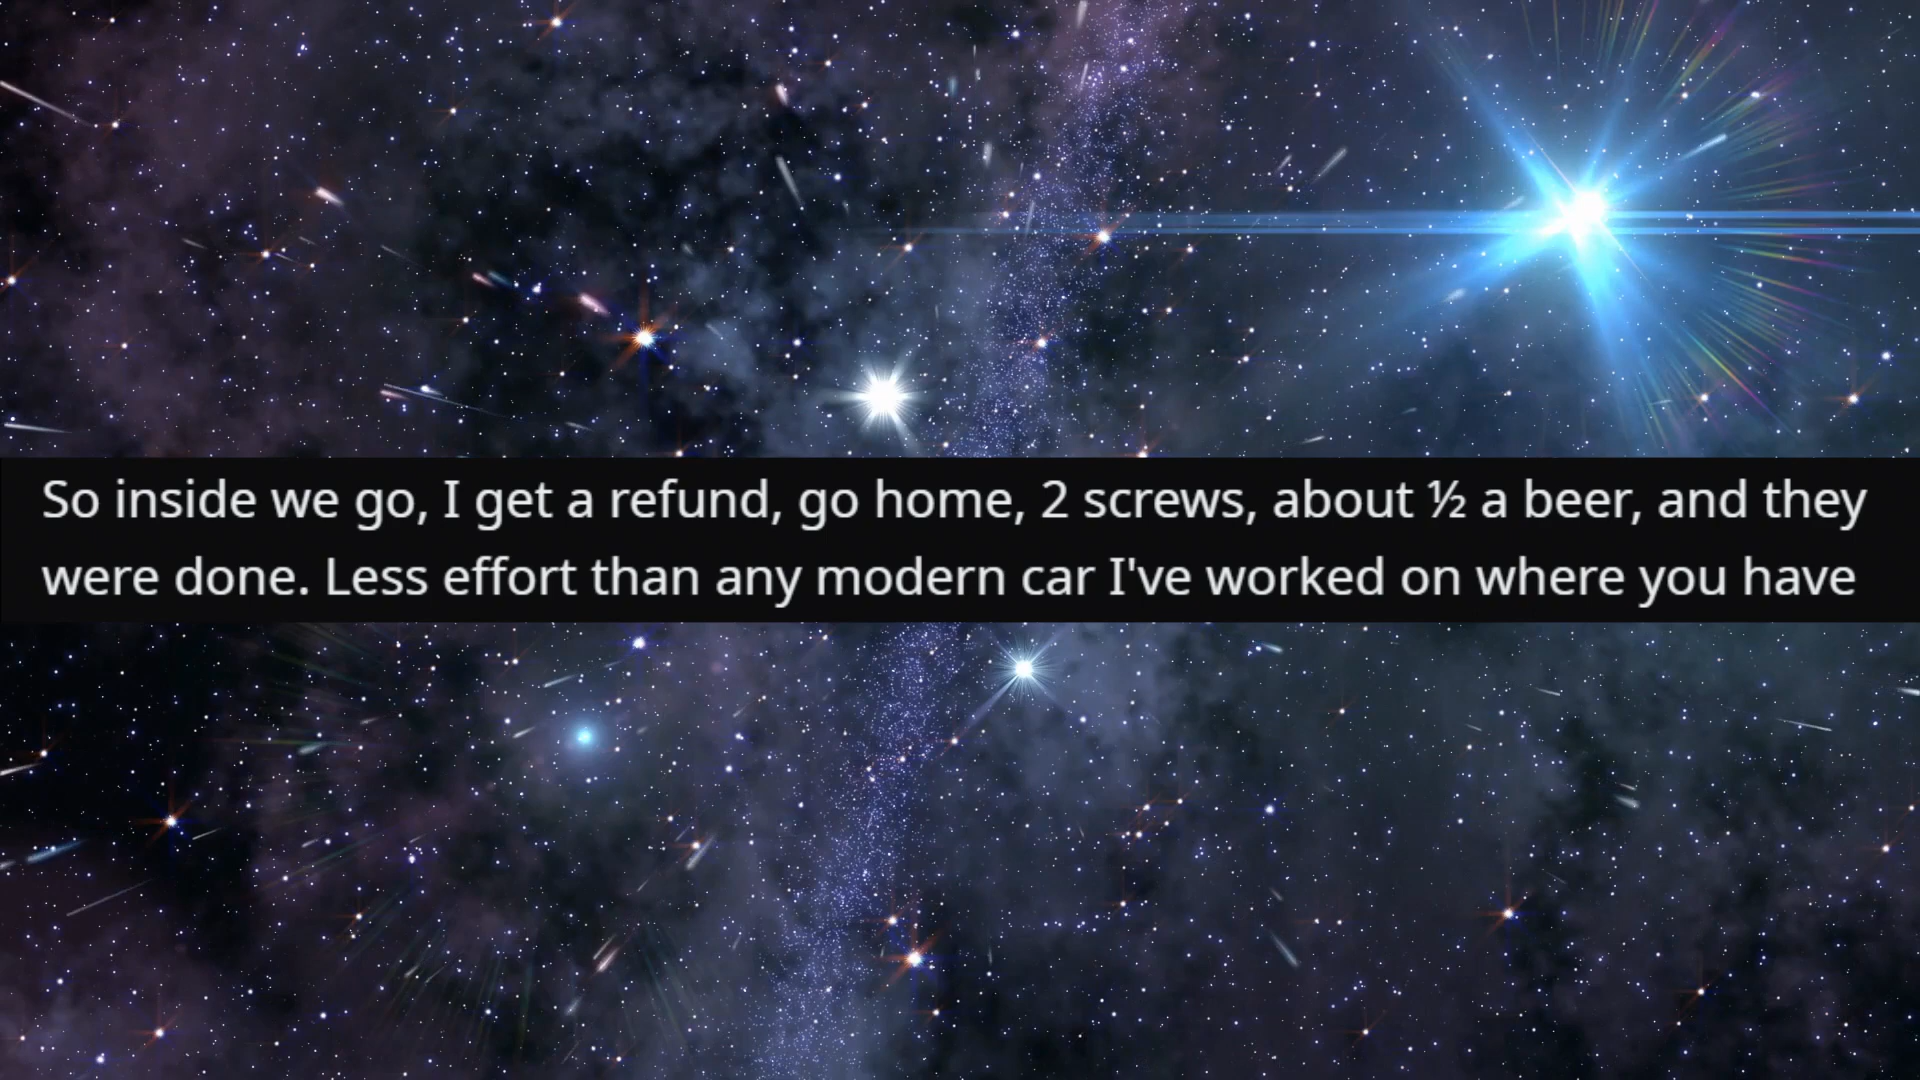 So inside we go, I get a refund, go home, 2 screws, about ½ a beer, and they
were done. Less effort than any modern car I've worked on where you have